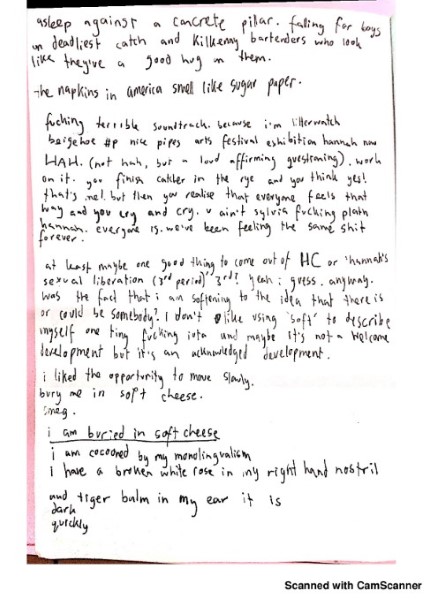 asleep against a concrete pillar. falling for boys
on deadliest catch and Kilkenny bartenders who look
like they give a good hug on them.
the napkins in america smell like sugar paper.
fucking terrible soundtrack. because i'm
nice pipes arts festival exhibition hannah now
HAH. (not hah, but a loud affirming questioning). work
on it. you finish catcher in the rye and you think yes!
that's me! but then you realise that everyone feels that
way and you cry and cry. u ain't sylvia fucking plath
hannah. everyone is. we've been feeling the same shit
forever.
at least maybe one good thing to come out of HC or 'hannah's
sexual liberation (3rd period)' 3rd? yeah i guess. anyway.
was the fact that i am softening to the idea that there is
or could be somebody?. I don't like using 'soft' to describe
myself one tiny fucking iota and maybe it's not a welcome
development but it's an acknowledged development.
i liked the opportunity to move slowly.
bury me in soft cheese.
smeg.
i am buried in soft cheese
i am cocooned by my monolingualism
I have a broken white rose in my right hand nostril
and tiger balm in my ear it is
dark
quickly
Scanned with CamScanner